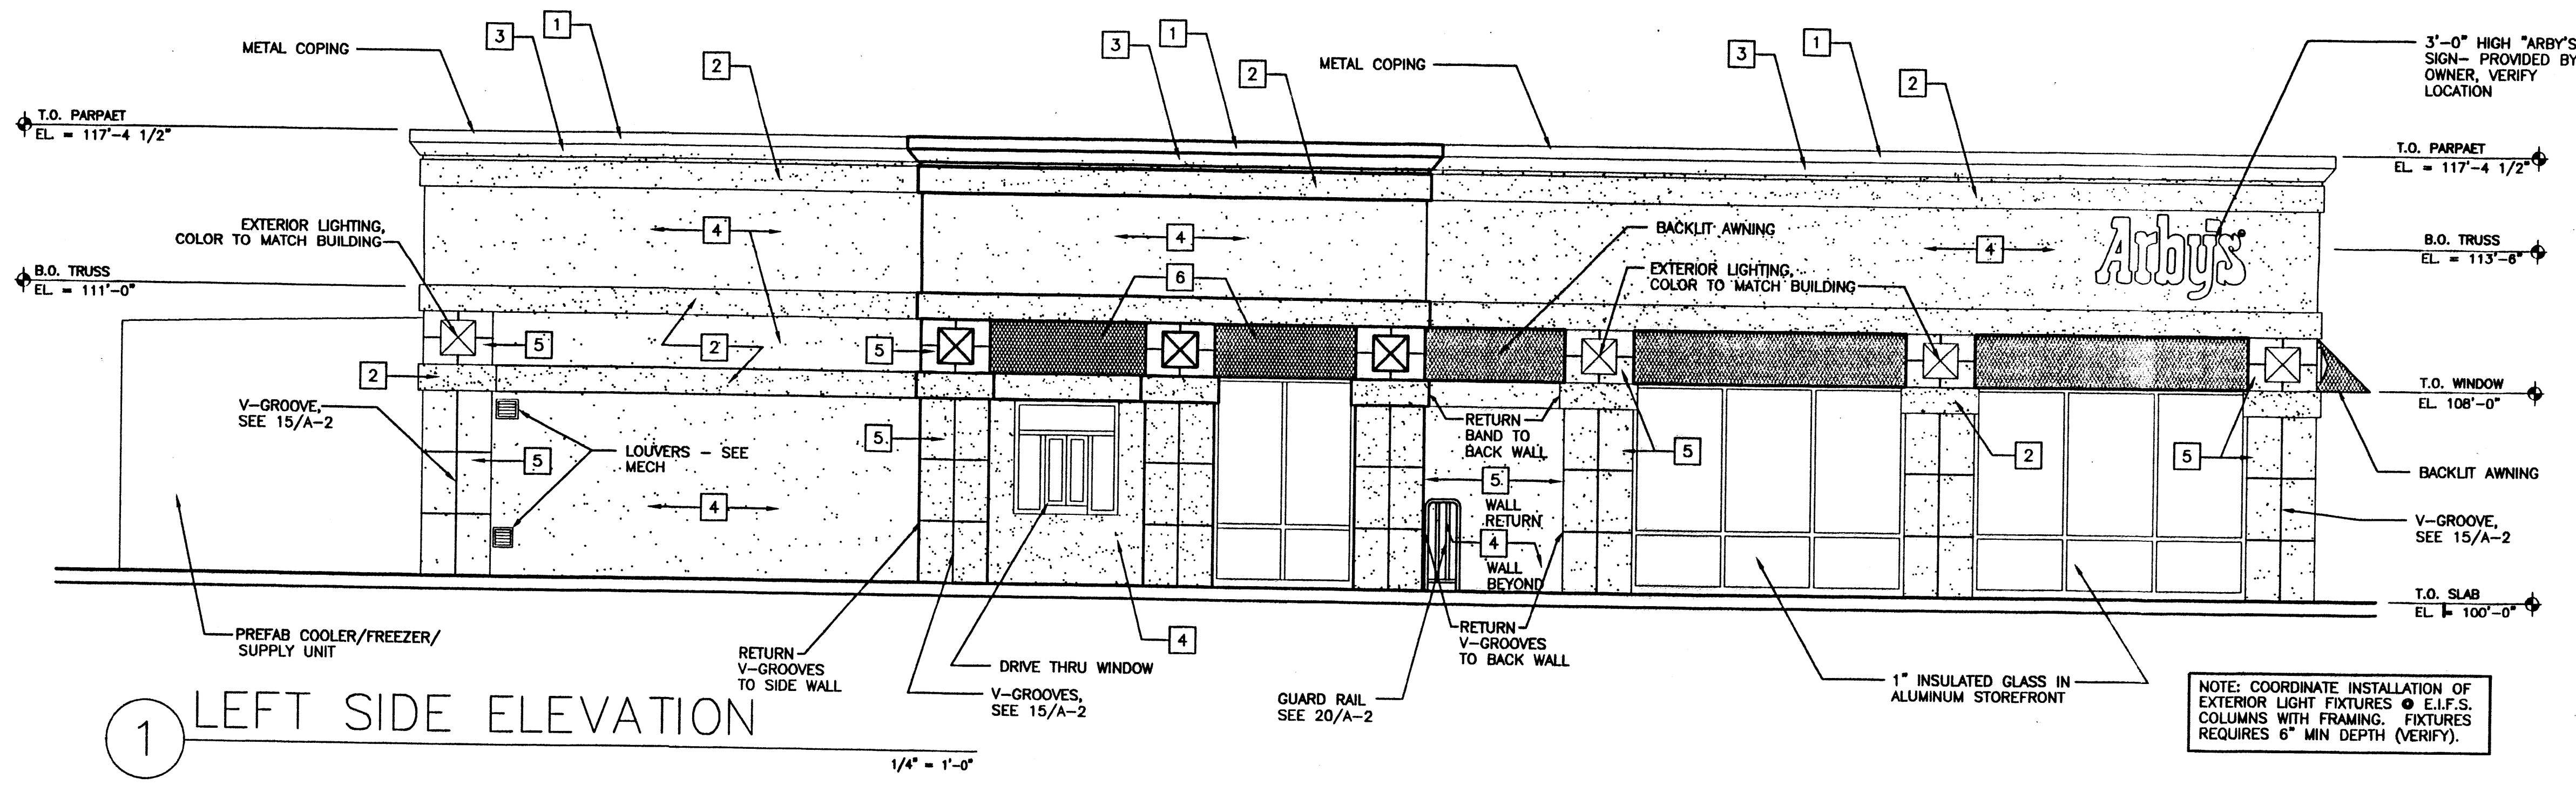 3
1
METAL COPING
2
3
1
2
METAL COPING
3
1
2
3'-0" HIGH "ARBY'S
SIGN- PROVIDED BY
OWNER, VERIFY
LOCATION
T.O. PARPAET
EL. = 117'-4 1/2"
T.O. PARPAET
EL. = 117'-4 1/2"
EXTERIOR LIGHTING,
COLOR TO MATCH BUILDING
4
4
BACKLIT AWNING
4
Arby's
B.O. TRUSS
EL. = 113'-6"
B.O. TRUSS
EL. = 111'-0"
6
EXTERIOR LIGHTING,
COLOR TO MATCH BUILDING
5
2
5
2
T.O. WINDOW
EL. 108'-0"
V-GROOVE,
SEE 15/A-2
5
LOUVERS - SEE
MECH
5
RETURN
BAND TO
BACK WALL
5
2
5
BACKLIT AWNING
4
5
WALL
RETURN
4
WALL
BEYOND
V-GROOVE,
SEE 15/A-2
T.O. SLAB
EL. = 100'-0"
PREFAB COOLER/FREEZER/
SUPPLY UNIT
RETURN
V-GROOVES
TO SIDE WALL
DRIVE THRU WINDOW
4
RETURN
V-GROOVES
TO BACK WALL
V-GROOVES,
SEE 15/A-2
GUARD RAIL
SEE 20/A-2
1" INSULATED GLASS IN
ALUMINUM STOREFRONT
NOTE: COORDINATE INSTALLATION OF
EXTERIOR LIGHT FIXTURES @ E.I.F.S.
COLUMNS WITH FRAMING. FIXTURES
REQUIRES 6" MIN DEPTH (VERIFY).
1
LEFT SIDE ELEVATION
1/4" = 1'-0"